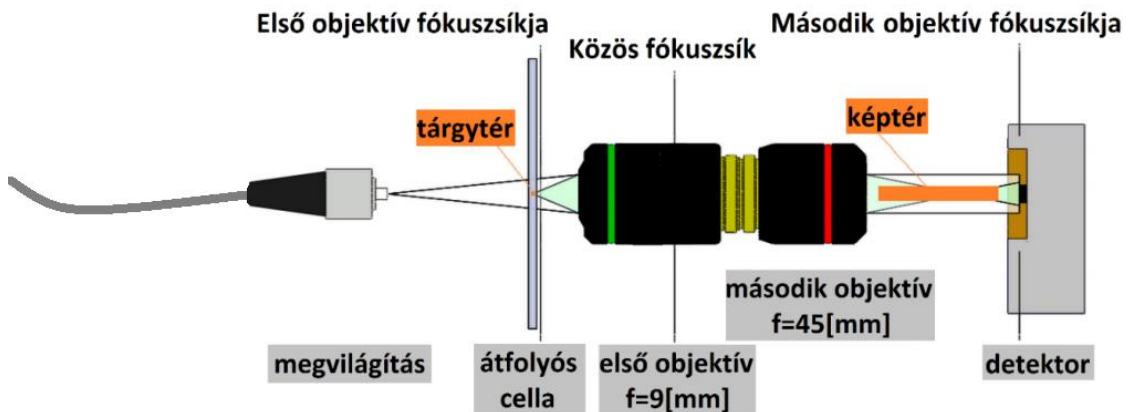 Első objektív fókuszsíkja
Közös fókuszsík
Második objektív fókuszsíkja
tárgytér
képtér
megvilágítás
átfolyós
cella
első objektív
f=9[mm]
második objektív
f=45[mm]
detektor